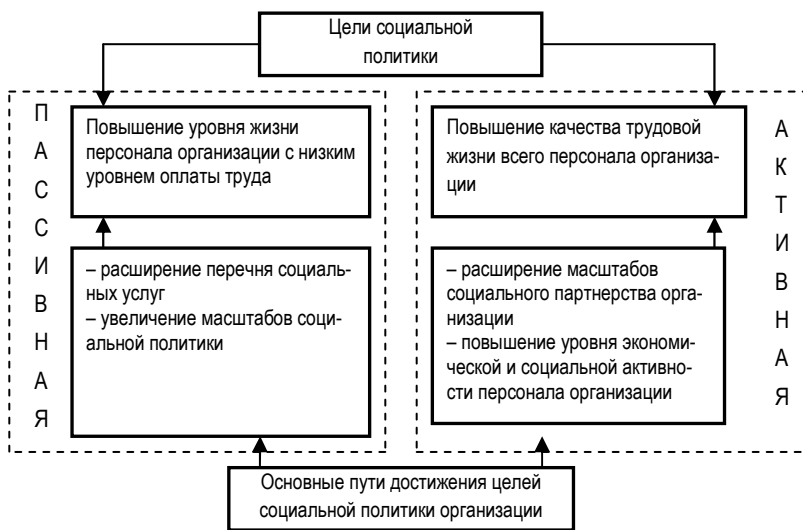 Цели социальной
политики
ПАССИВНАЯ
Повышение уровня жизни
персонала организации с низким
уровнем оплаты труда
– расширение перечня социаль-
ных услуг
– увеличение масштабов соци-
альной политики
Повышение качества трудовой
жизни всего персонала организа-
ции
– расширение масштабов
социального партнерства орга-
низации
– повышение уровня экономи-
ческой и социальной активно-
сти персонала организации
АКТИВНАЯ
Основные пути достижения целей
социальной политики организации